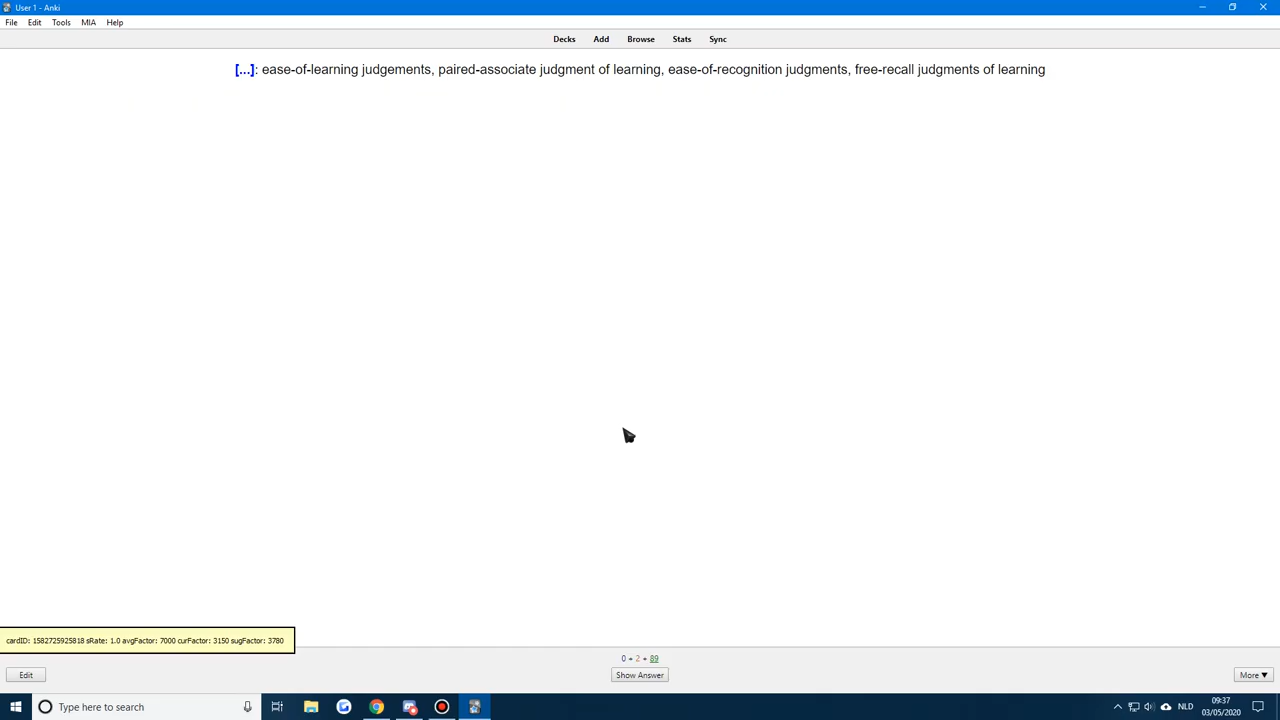 User 1 - Anki
File Edit Tools MIA Help
Decks Add Browse Stats Sync
[...]: ease-of-learning judgements, paired-associate judgment of learning, ease-of-recognition judgments, free-recall judgments of learning
cardID: 1582725925818 sRate: 1.0 avgFactor: 7000 curFactor: 3150 sugFactor: 3780
0 + 2 + 89
Edit Show Answer More ▼
Type here to search NLD 09:37
03/05/2020